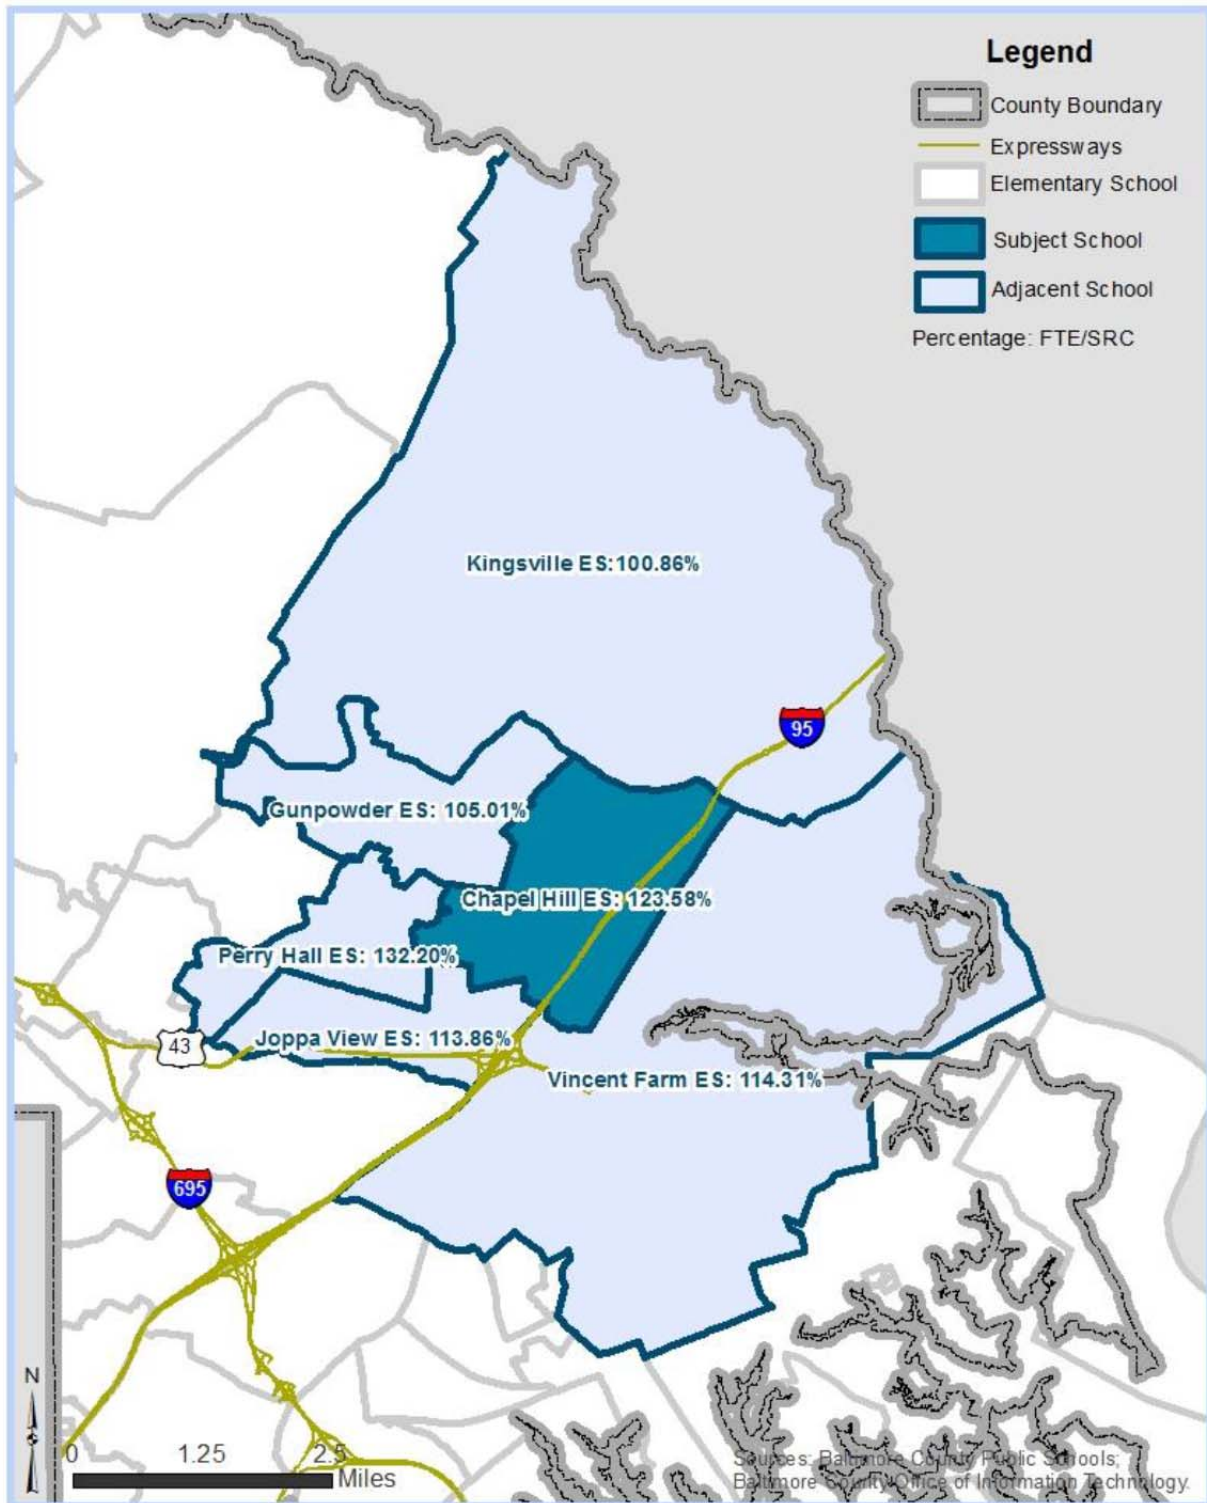 Legend
County Boundary
Expressways
Elementary School
Subject School
Adjacent School
Percentage: FTE/SRC
Kingsville ES:100.86%
95
Gunpowder ES: 105.01%
Chapel Hill ES: 123.58%
Perry Hall ES: 132.20%
43
Joppa View ES: 113.86%
Vincent Farm ES: 114.31%
695
N
0 1.25 2.5
Miles
Sources: Baltimore County Public Schools;
Baltimore County Office of Information Technology.